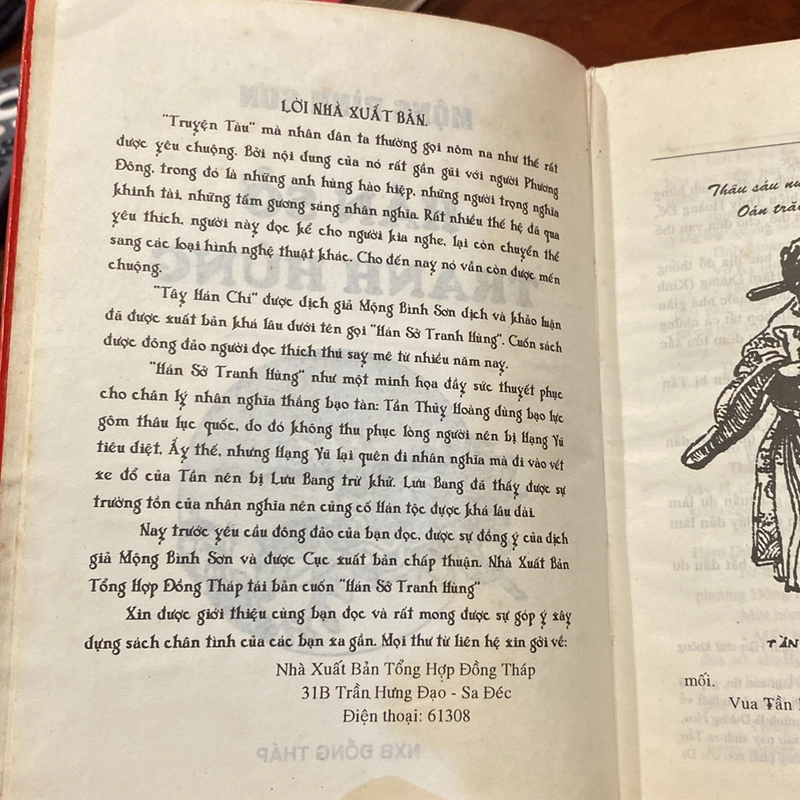 LỜI NHÀ XUẤT BẢN.
"Truyện Tàu" mà nhân dân ta thường gọi nôm na như thế rất
được yêu chuộng. Bởi nội dung của nó rất gần gũi với người Phương
Đông, trong đó là những anh hùng hào hiệp, những người trọng nghĩa
khinh tài, những tấm gương sáng nhân nghĩa. Rất nhiều thế hệ đã qua
yêu thích, người này đọc kể cho người kia nghe, lại còn chuyển thể
sang các loại hình nghệ thuật khác. Cho đến nay nó vẫn còn được mến
chuộng.
"Tây Hán Chí" được dịch giả Mộng Bình Sơn dịch và khảo luận
đã được xuất bản khá lâu dưới tên gọi "Hán Sở Tranh Hùng". Cuốn sách
được đông đảo người đọc thích thú say mê từ nhiều năm nay.
"Hán Sở Tranh Hùng" như một minh họa đầy sức thuyết phục
cho chân lý nhân nghĩa thắng bạo tàn: Tần Thủy Hoàng dùng bạo lực
gôm thâu lục quốc, do đó không thu phục lòng người nên bị Hạng Vũ
tiêu diệt. Ấy thế, nhưng Hạng Vũ lại quên đi nhân nghĩa mà đi vào vết
xe đổ của Tần nên bị Lưu Bang trừ khử. Lưu Bang đã thấy được sự
trường tồn của nhân nghĩa nên củng cố Hán tộc được khá lâu dài.
Nay trước yêu cầu đông đảo của bạn đọc, được sự đồng ý của dịch
giả Mộng Bình Sơn và được Cục xuất bản chấp thuận. Nhà Xuất Bản
Tổng Hợp Đồng Tháp tái bản cuốn "Hán Sở Tranh Hùng"
Xin được giới thiệu cùng bạn đọc và rất mong được sự góp ý xây
dựng sách chân tình của các bạn xa gần. Mọi thư từ liên hệ xin gởi về:
Nhà Xuất Bản Tổng Hợp Đồng Tháp
31B Trần Hưng Đạo - Sa Đéc
Điện thoại: 61308
NXB ĐỒNG THÁP
Thâu sáu
Oán
TẦN
mối.
Vua Tần